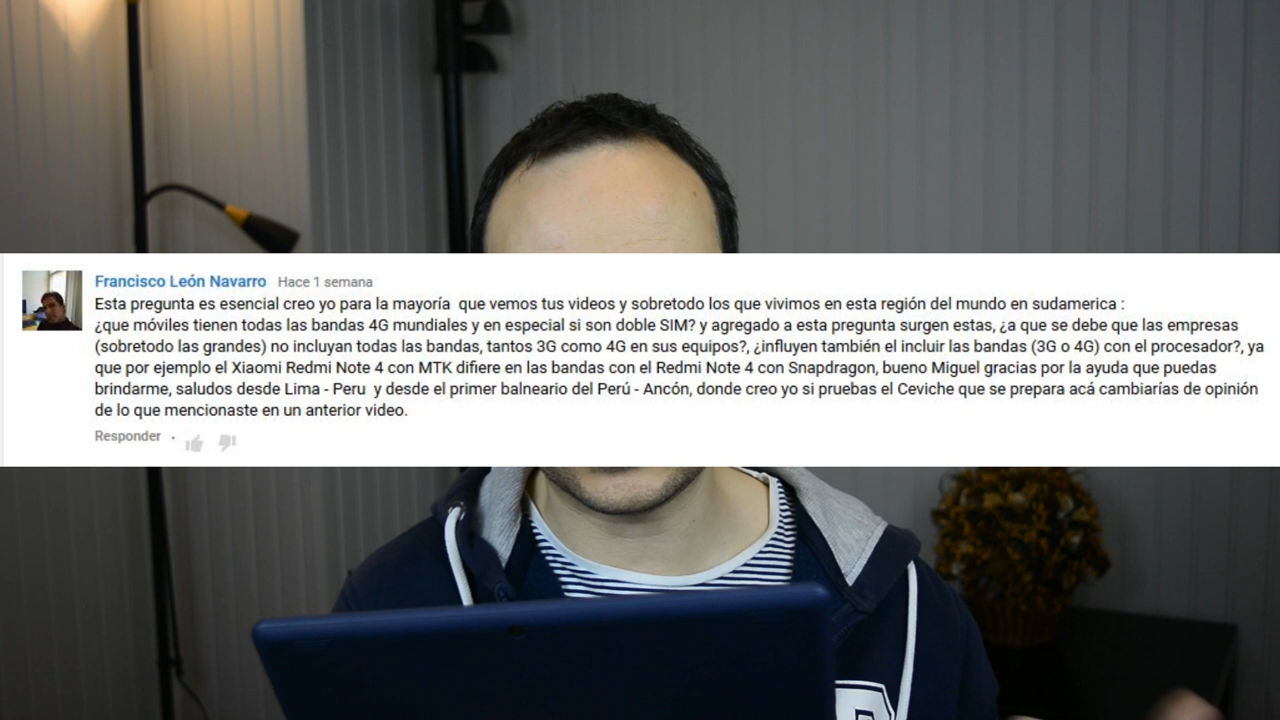 Francisco León Navarro Hace 1 semana
Esta pregunta es esencial creo yo para la mayoría que vemos tus videos y sobretodo los que vivimos en esta región del mundo en sudamerica :
¿que móviles tienen todas las bandas 4G mundiales y en especial si son doble SIM? y agregado a esta pregunta surgen estas, ¿a que se debe que las empresas
(sobretodo las grandes) no incluyan todas las bandas, tantos 3G como 4G en sus equipos?, ¿influyen también el incluir las bandas (3G o 4G) con el procesador?, ya
que por ejemplo el Xiaomi Redmi Note 4 con MTK difiere en las bandas con el Redmi Note 4 con Snapdragon, bueno Miguel gracias por la ayuda que puedas
brindarme, saludos desde Lima - Peru y desde el primer balneario del Perú - Ancón, donde creo yo si pruebas el Ceviche que se prepara acá cambiarías de opinión
de lo que mencionaste en un anterior video.
Responder ·